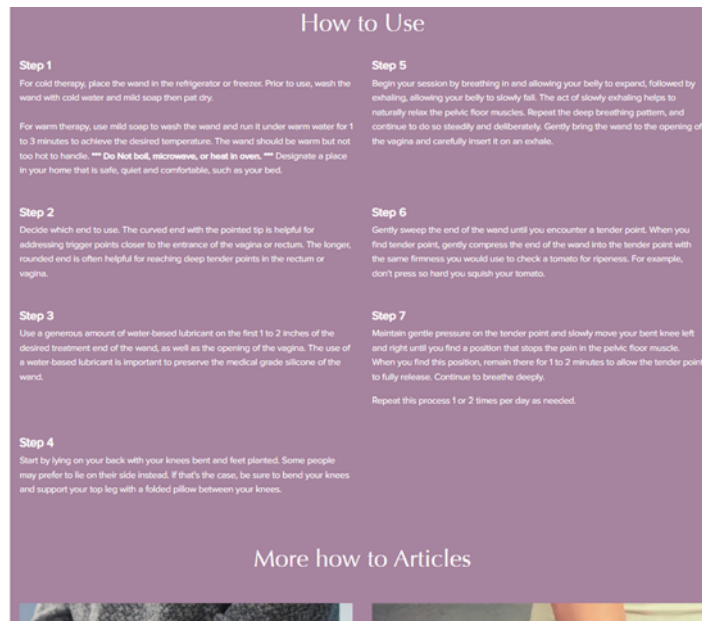 How to Use
Step 1
For cold therapy, place the wand in the refrigerator or freezer. Prior to use, wash the
wand with cold water and mild soap then pat dry.
For warm therapy, use mild soap to wash the wand and run it under warm water for 1
to 3 minutes to achieve the desired temperature. The wand should be warm but not
too hot to handle. *** Do Not boil, microwave, or heat in oven. *** Designate a place
in your home that is safe, quiet and comfortable, such as your bed.
Step 2
Decide which end to use. The curved end with the pointed tip is helpful for
addressing trigger points closer to the entrance of the vagina or rectum. The longer,
rounded end is often helpful for reaching deep tender points in the rectum or
vagina.
Step 3
Use a generous amount of water-based lubricant on the first 1 to 2 inches of the
desired treatment end of the wand, as well as the opening of the vagina. The use of
a water-based lubricant is important to preserve the medical grade silicone of the
wand.
Step 4
Start by lying on your back with your knees bent and feet planted. Some people
may prefer to lie on their side instead. If that's the case, be sure to bend your knees
and support your top leg with a folded pillow between your knees.
Step 5
Begin your session by breathing in and allowing your belly to expand, followed by
exhaling, allowing your belly to slowly fall. The act of slowly exhaling helps to
naturally relax the pelvic floor muscles. Repeat the deep breathing pattern, and
continue to do so steadily and deliberately. Gently bring the wand to the opening of
the vagina and carefully insert it on an exhale.
Step 6
Gently sweep the end of the wand until you encounter a tender point. When you
find tender point, gently compress the end of the wand into the tender point with
the same firmness you would use to check a tomato for ripeness. For example,
don't press so hard you squish your tomato.
Step 7
Maintain gentle pressure on the tender point and slowly move your bent knee left
and right until you find a position that stops the pain in the pelvic floor muscle.
When you find this position, remain there for 1 to 2 minutes to allow the tender point
to fully release. Continue to breathe deeply.
Repeat this process 1 or 2 times per day as needed.
More how to Articles